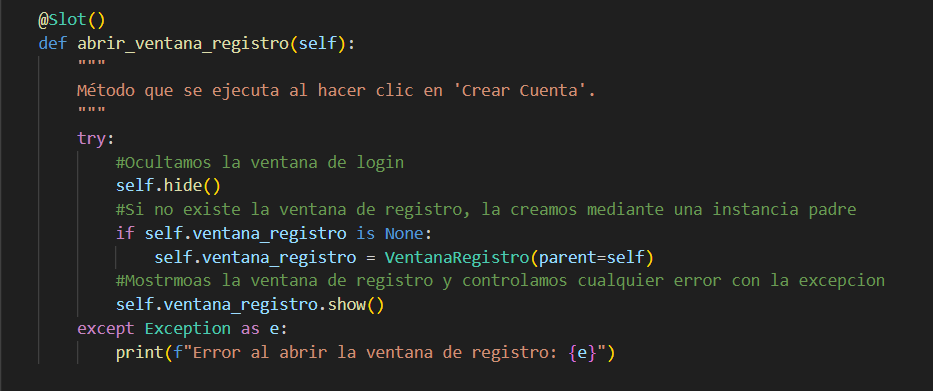 @Slot()
def abrir_ventana_registro(self):
    """
    Método que se ejecuta al hacer clic en 'Crear Cuenta'.
    """
    try:
        #Ocultamos la ventana de login
        self.hide()
        #Si no existe la ventana de registro, la creamos mediante una instancia padre
        if self.ventana_registro is None:
            self.ventana_registro = VentanaRegistro(parent=self)
        #Mostrmoas la ventana de registro y controlamos cualquier error con la excepcion
        self.ventana_registro.show()
    except Exception as e:
        print(f"Error al abrir la ventana de registro: {e}")